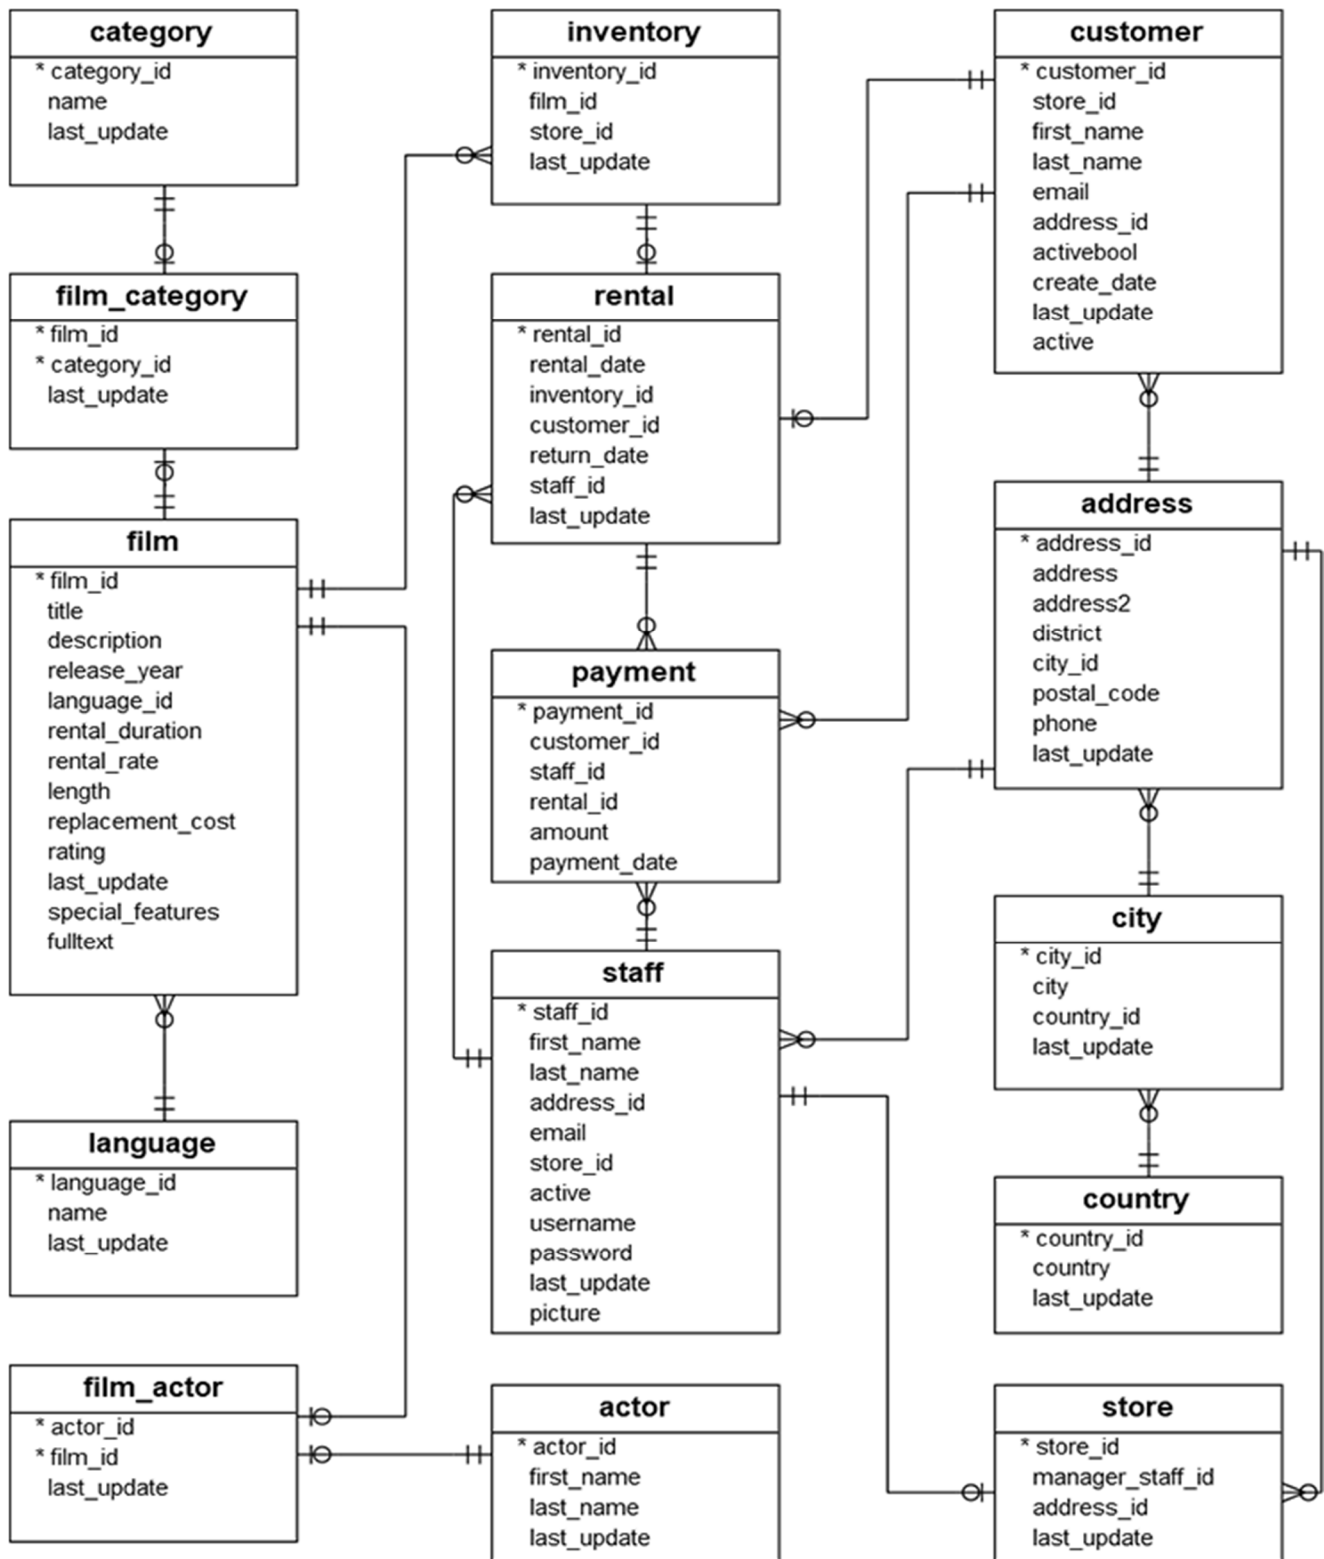 category
* category_id
name
last_update
film_category
* film_id
* category_id
last_update
film
* film_id
title
description
release_year
language_id
rental_duration
rental_rate
length
replacement_cost
rating
last_update
special_features
fulltext
language
* language_id
name
last_update
film_actor
* actor_id
* film_id
last_update
inventory
* inventory_id
film_id
store_id
last_update
rental
* rental_id
rental_date
inventory_id
customer_id
return_date
staff_id
last_update
payment
* payment_id
customer_id
staff_id
rental_id
amount
payment_date
staff
* staff_id
first_name
last_name
address_id
email
store_id
active
username
password
last_update
picture
actor
* actor_id
first_name
last_name
last_update
customer
* customer_id
store_id
first_name
last_name
email
address_id
activebool
create_date
last_update
active
address
* address_id
address
address2
district
city_id
postal_code
phone
last_update
city
* city_id
city
country_id
last_update
country
* country_id
country
last_update
store
* store_id
manager_staff_id
address_id
last_update